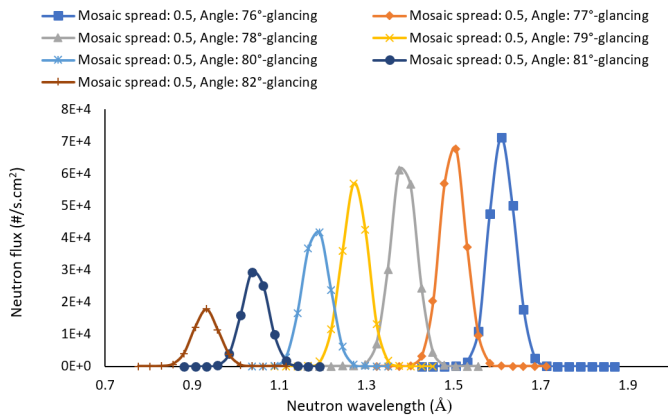 Mosaic spread: 0.5, Angle: 76°-glancing
Mosaic spread: 0.5, Angle: 77°-glancing
Mosaic spread: 0.5, Angle: 78°-glancing
Mosaic spread: 0.5, Angle: 79°-glancing
Mosaic spread: 0.5, Angle: 80°-glancing
Mosaic spread: 0.5, Angle: 81°-glancing
Mosaic spread: 0.5, Angle: 82°-glancing
Neutron flux (#/s.cm²)
8E+4
7E+4
6E+4
5E+4
4E+4
3E+4
2E+4
1E+4
0E+0
0.7 0.9 1.1 1.3 1.5 1.7 1.9
Neutron wavelength (Å)